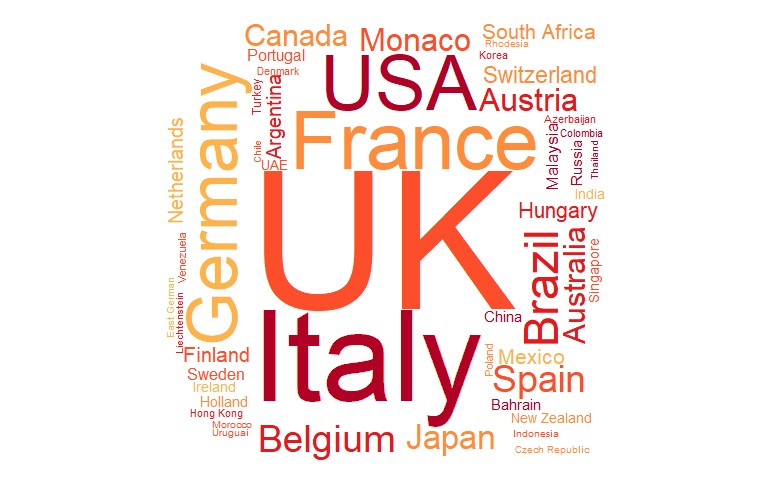 Canada
Monaco
South Africa
Rhodesia
Portugal
Korea
Denmark
USA
Switzerland
Turkey
Argentina
Austria
France
Azerbaijan
Colombia
Netherlands
Germany
Chile
UAE
Malaysia
Russia
Thailand
India
UK
Hungary
Venezuela
Brazil
Australia
Singapore
East German
Liechtenstein
Italy
China
Finland
Poland
Mexico
Sweden
Spain
Ireland
Holland
Bahrain
Hong Kong
New Zealand
Morocco
Uruguai
Belgium
Japan
Indonesia
Czech Republic